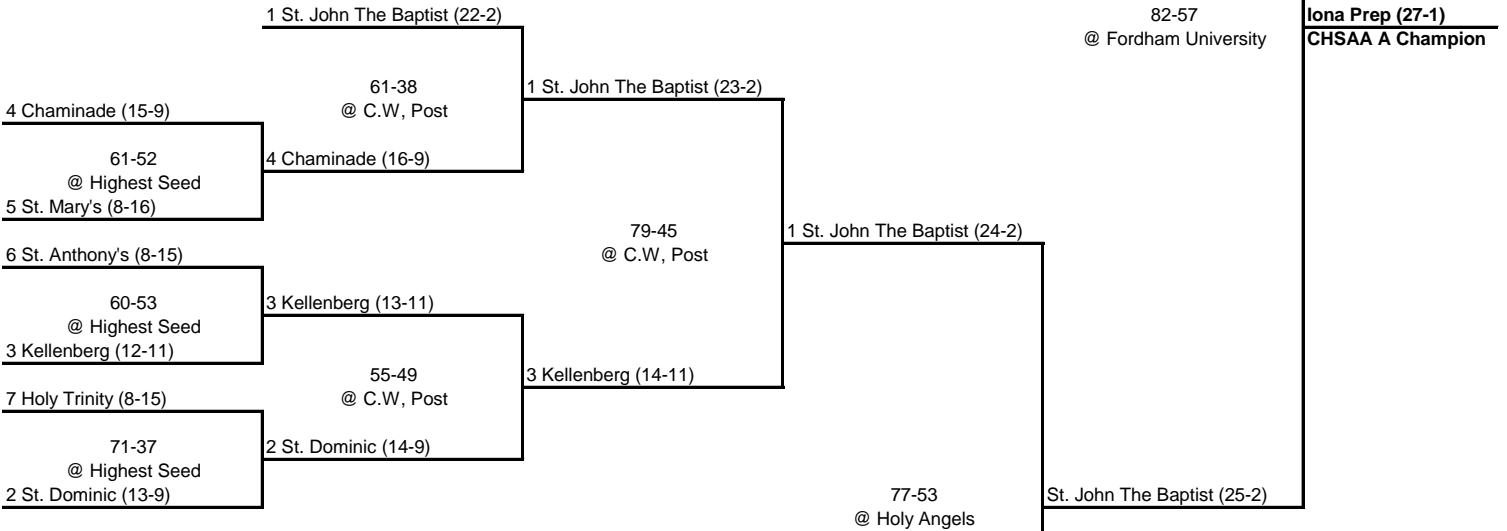 1 St. John The Baptist (22-2)
82-57
Iona Prep (27-1)
@ Fordham University
CHSAA A Champion
61-38
1 St. John The Baptist (23-2)
4 Chaminade (15-9)
@ C.W, Post
61-52
4 Chaminade (16-9)
@ Highest Seed
5 St. Mary's (8-16)
79-45
1 St. John The Baptist (24-2)
6 St. Anthony's (8-15)
@ C.W, Post
60-53
3 Kellenberg (13-11)
@ Highest Seed
3 Kellenberg (12-11)
55-49
3 Kellenberg (14-11)
7 Holy Trinity (8-15)
@ C.W, Post
71-37
2 St. Dominic (14-9)
@ Highest Seed
2 St. Dominic (13-9)
77-53
St. John The Baptist (25-2)
@ Holy Angels